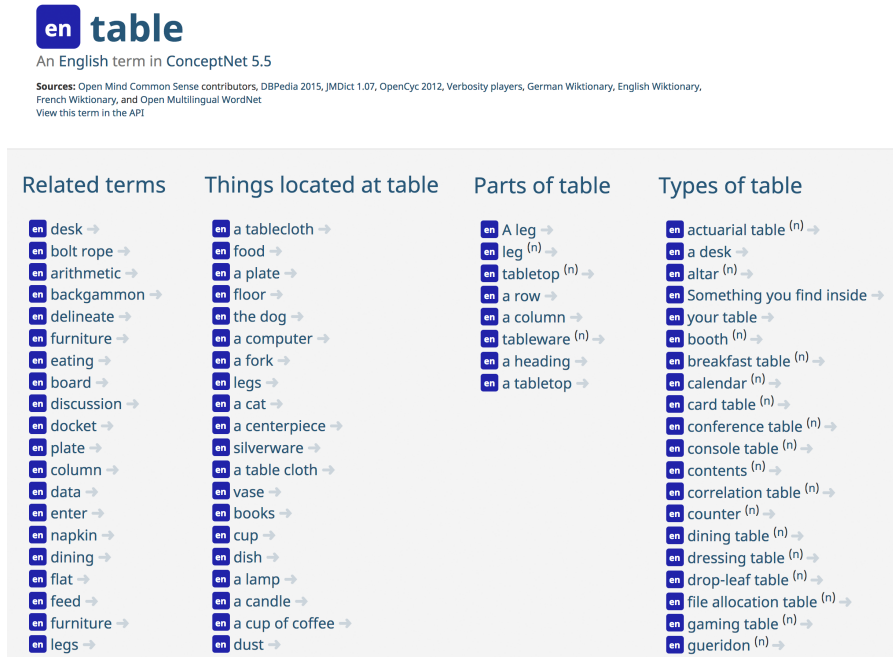 en table
An English term in ConceptNet 5.5
Sources: Open Mind Common Sense contributors, DBPedia 2015, JMDict 1.07, OpenCyc 2012, Verbosity players, German Wiktionary, English Wiktionary,
French Wiktionary, and Open Multilingual WordNet
View this term in the API
Related terms
en desk →
en bolt rope →
en arithmetic →
en backgammon →
en delineate →
en furniture →
en eating →
en board →
en discussion →
en docket →
en plate →
en column →
en data →
en enter →
en napkin →
en dining →
en flat →
en feed →
en furniture →
en legs →
Things located at table
en a tablecloth →
en food →
en a plate →
en floor →
en the dog →
en a computer →
en a fork →
en legs →
en a cat →
en a centerpiece →
en silverware →
en a table cloth →
en vase →
en books →
en cup →
en dish →
en a lamp →
en a candle →
en a cup of coffee →
en dust →
Parts of table
en A leg →
en leg (n) →
en tabletop (n) →
en a row →
en a column →
en tableware (n) →
en a heading →
en a tabletop →
Types of table
en actuarial table (n) →
en a desk →
en altar (n) →
en Something you find inside →
en your table →
en booth (n) →
en breakfast table (n) →
en calendar (n) →
en card table (n) →
en conference table (n) →
en console table (n) →
en contents (n) →
en correlation table (n) →
en counter (n) →
en dining table (n) →
en dressing table (n) →
en drop-leaf table (n) →
en file allocation table (n) →
en gaming table (n) →
en gueridon (n) →